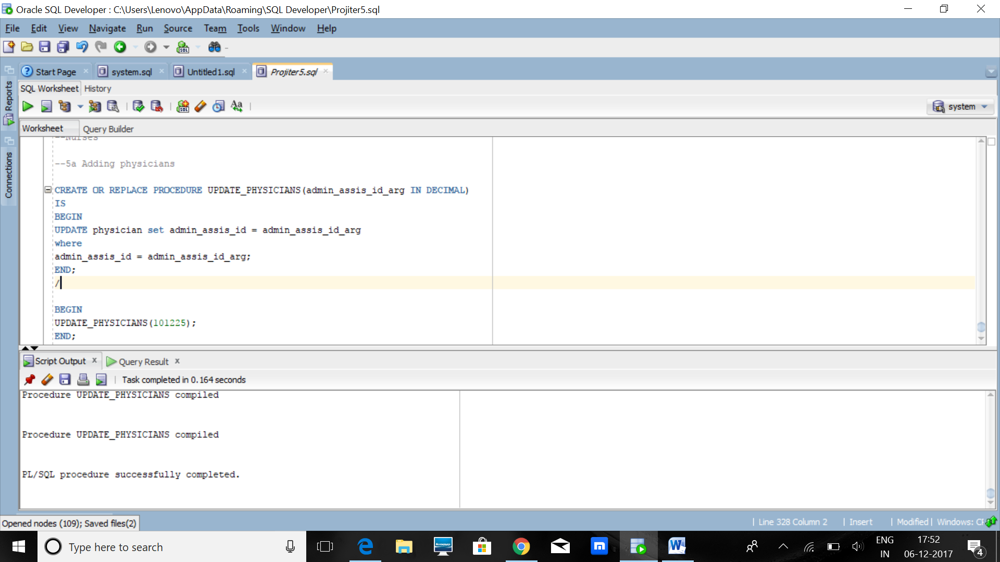 Oracle SQL Developer : C:\Users\Lenovo\AppData\Roaming\SQL Developer\Projiter5.sql
File Edit View Navigate Run Source Team Tools Window Help
Start Page system.sql Untitled1.sql Projiter5.sql
SQL Worksheet History
system
Worksheet Query Builder
Reports
Connections
--Nurses
--5a Adding physicians
CREATE OR REPLACE PROCEDURE UPDATE_PHYSICIANS(admin_assis_id_arg IN DECIMAL)
IS
BEGIN
UPDATE physician set admin_assis_id = admin_assis_id_arg
where
admin_assis_id = admin_assis_id_arg;
END;
/
BEGIN
UPDATE_PHYSICIANS(101225);
END;
Script Output x Query Result x
Task completed in 0.164 seconds
Procedure UPDATE_PHYSICIANS compiled
Procedure UPDATE_PHYSICIANS compiled
PL/SQL procedure successfully completed.
Opened nodes (109); Saved files(2)
| Line 328 Column 2 | Insert | Modified | Windows:
Type here to search
lenovo
m
W
ENG
IN
17:52
06-12-2017
4